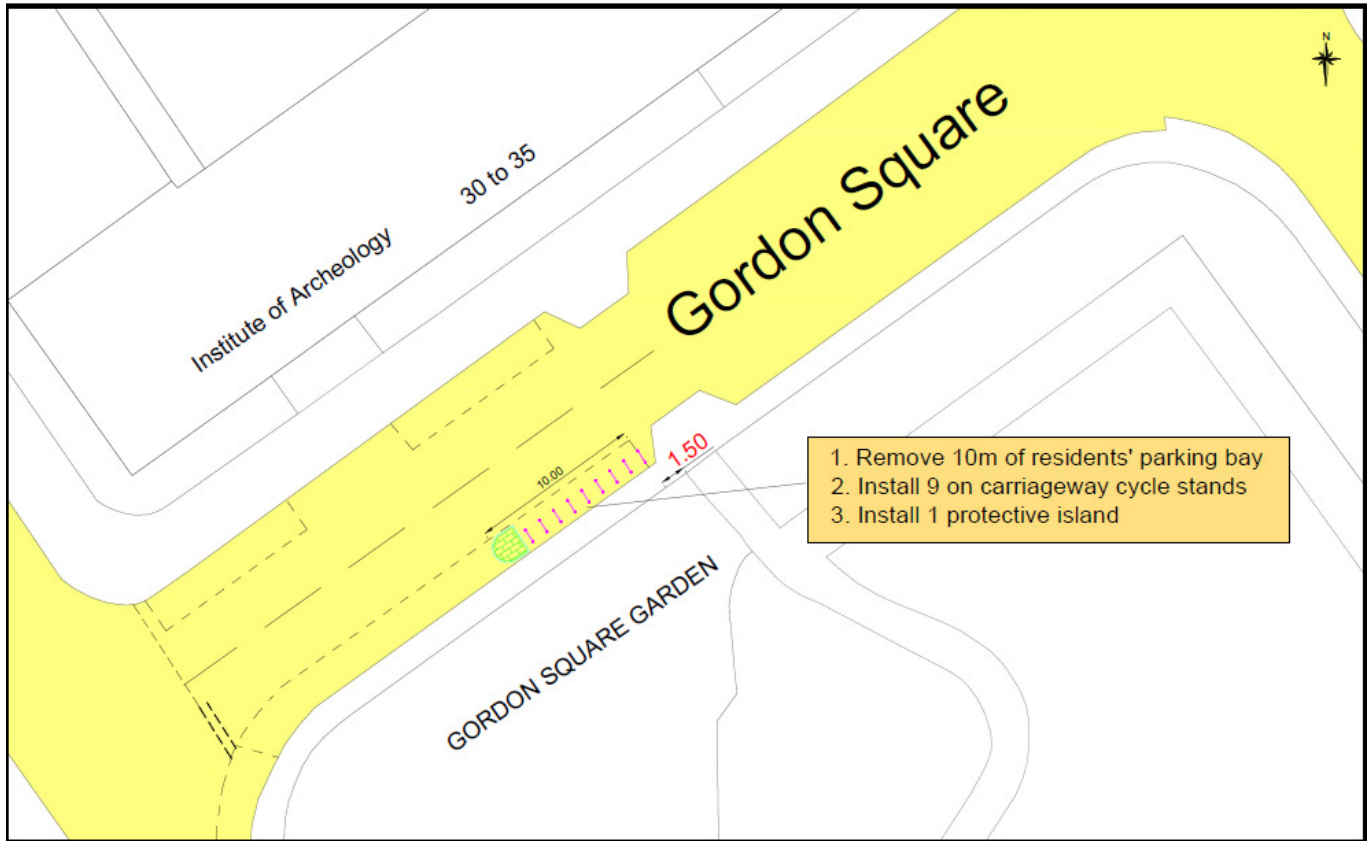 N
Gordon Square
30 to 35
Institute of Archeology
1.50
10.00
1. Remove 10m of residents' parking bay
2. Install 9 on carriageway cycle stands
3. Install 1 protective island
GORDON SQUARE GARDEN